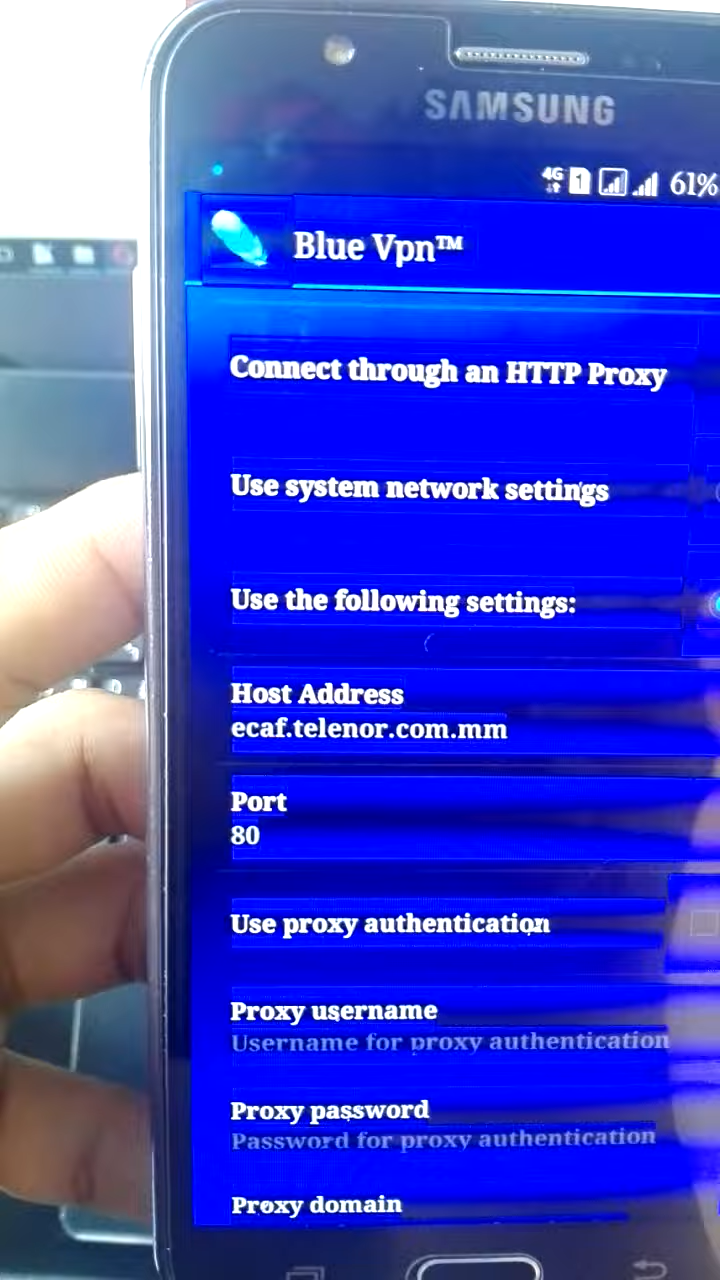 SAMSUNG
4G 1 61%
Blue Vpn™
Connect through an HTTP Proxy
Use system network settings
Use the following settings:
Host Address
ecaf.telenor.com.mm
Port
80
Use proxy authentication
Proxy username
Username for proxy authentication
Proxy password
Password for proxy authentication
Proxy domain